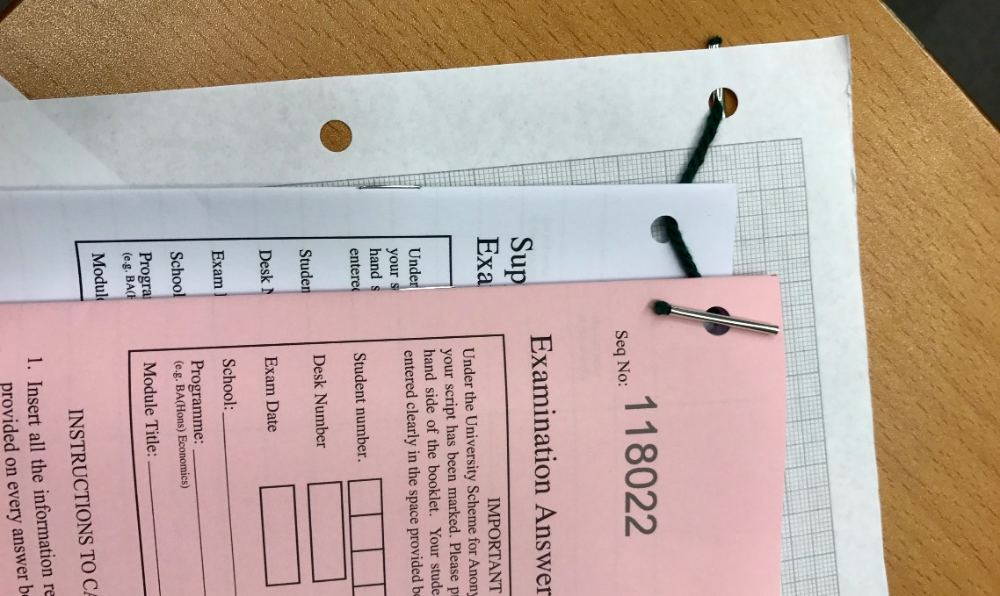 Seq No: 118022
Examination Answer
IMPORTANT
Under the University Scheme for Anony
your script has been marked. Please p
hand side of the booklet. Your stude
entered clearly in the space provided b
Student number.
Desk Number
Exam Date
School:
Programme:
(e.g. BA(Hons) Economics)
Module Title:
INSTRUCTIONS TO CA
1. Insert all the information re
provided on every answer b
Sup
Exa
Under
your s
hand s
entered
Studen
Desk N
Exam
School
Progra
(e.g. BA(H
Modul